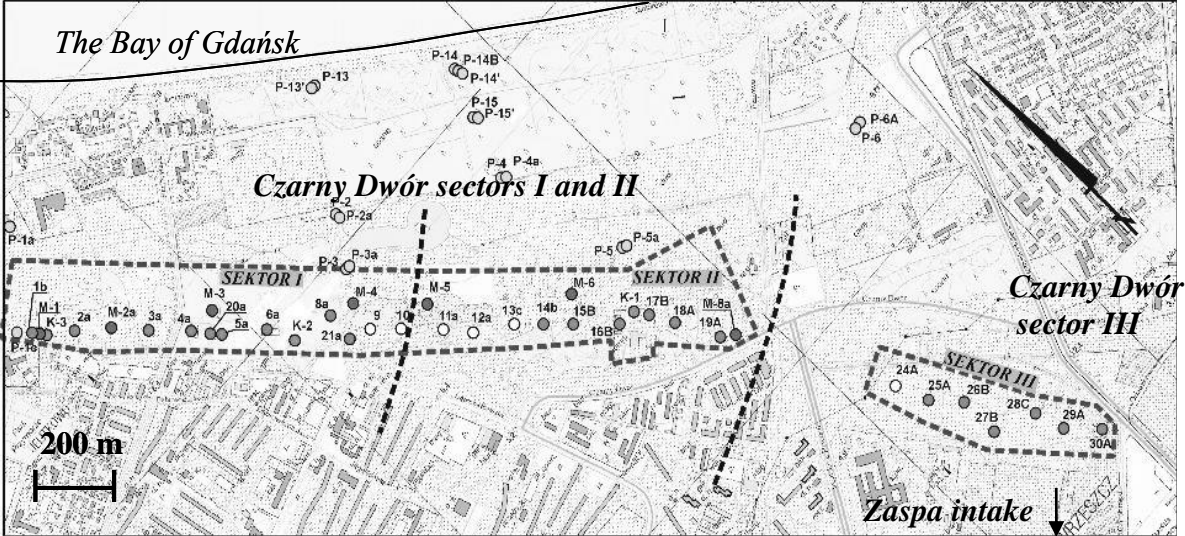 The Bay of Gdańsk
P-14
P-14B
P-14'
P-13
P-13'
P-15
P-15'
P-6A
P-6
P-4 P-4a
Czarny Dwór sectors I and II
P-2
P-2a
P-1a
P-5a
P-5
P-3a
P-3
SEKTOR I
SEKTOR II
Czarny Dwór
sector III
1b
M-1
K-3
2a
M-2a
3a
4a
M-3
20a
5a
6a
K-2
8a
M-4
21a
9
10
M-5
11a
12a
13c
14b
M-6
15B
16B
K-1
17B
18A
M-8a
19A
SEKTOR III
24A
25A
26B
27B
28C
29A
30A
200 m
Zaspa intake